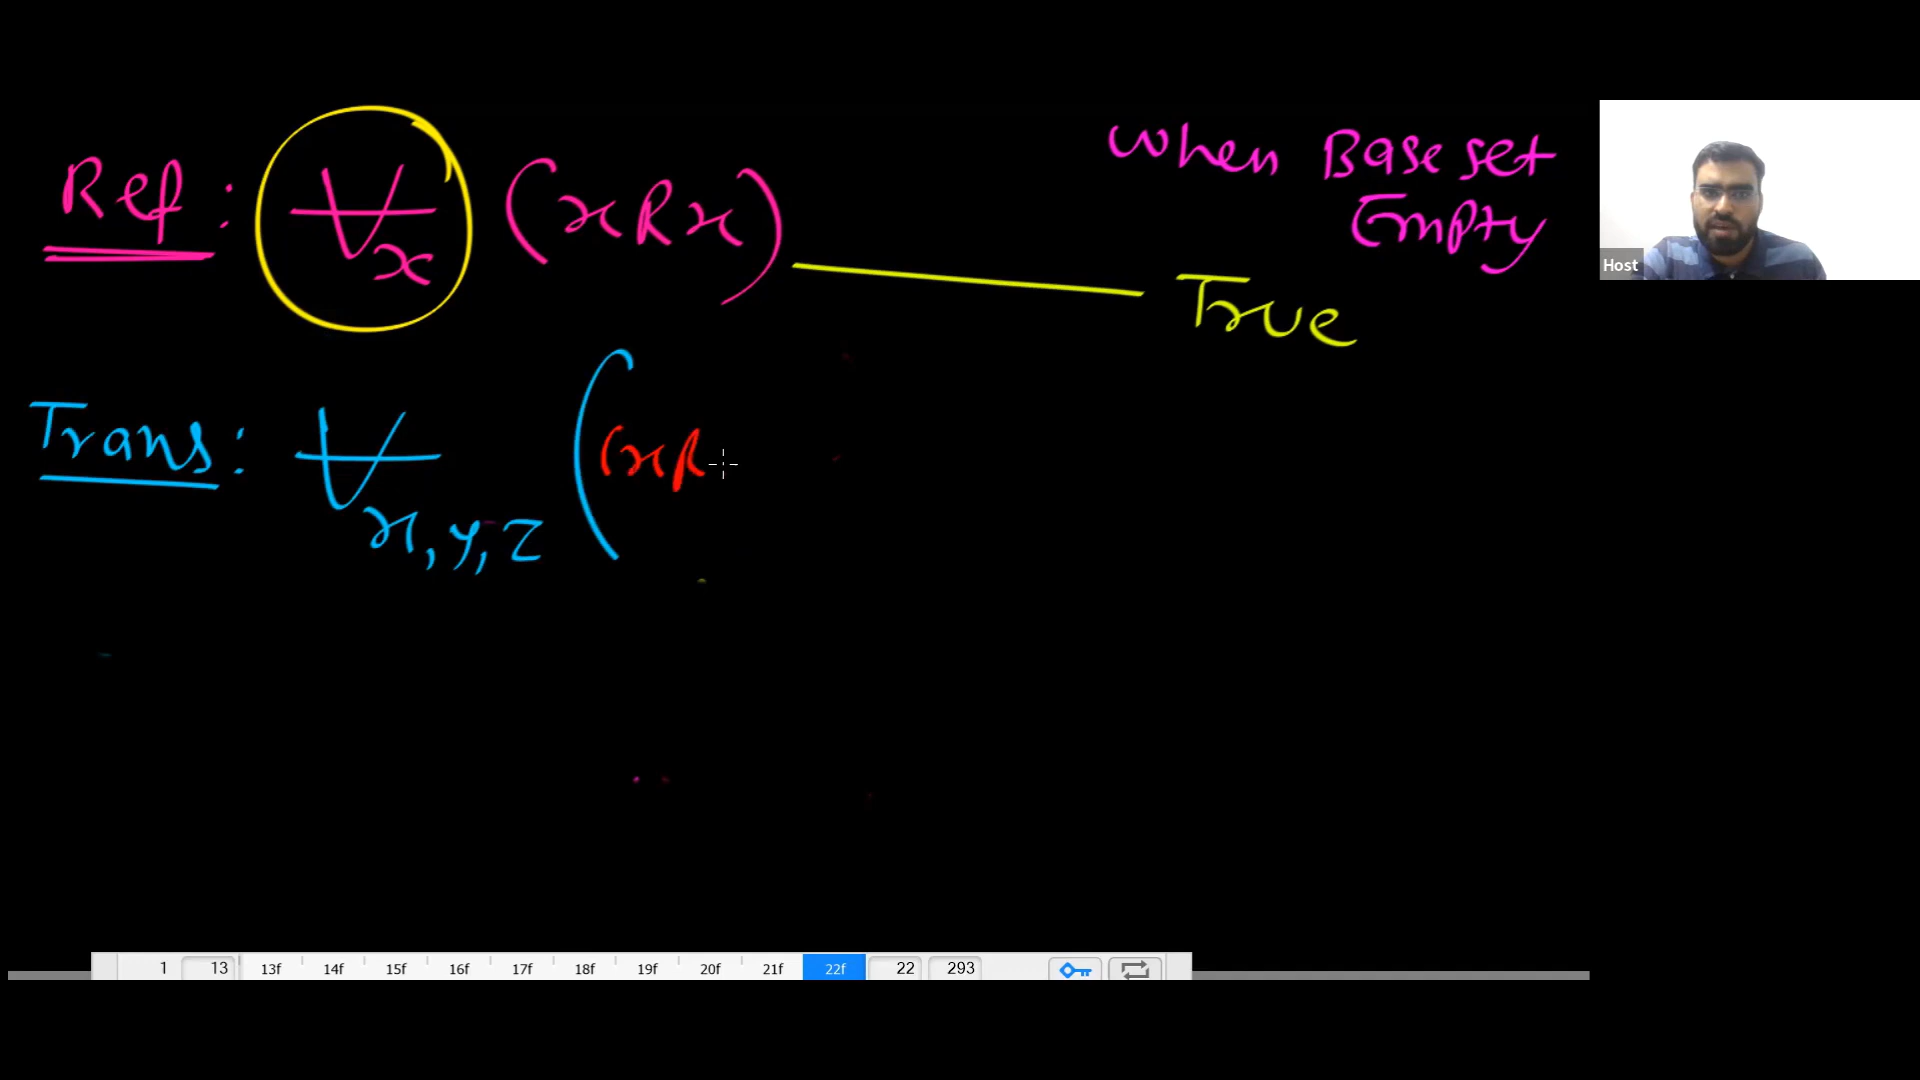 When Base set
Empty
Ref : ∀x (xRx) True
Trans : ∀x,y,z ((xR
Host
1 13 13f 14f 15f 16f 17f 18f 19f 20f 21f 22f 22 293